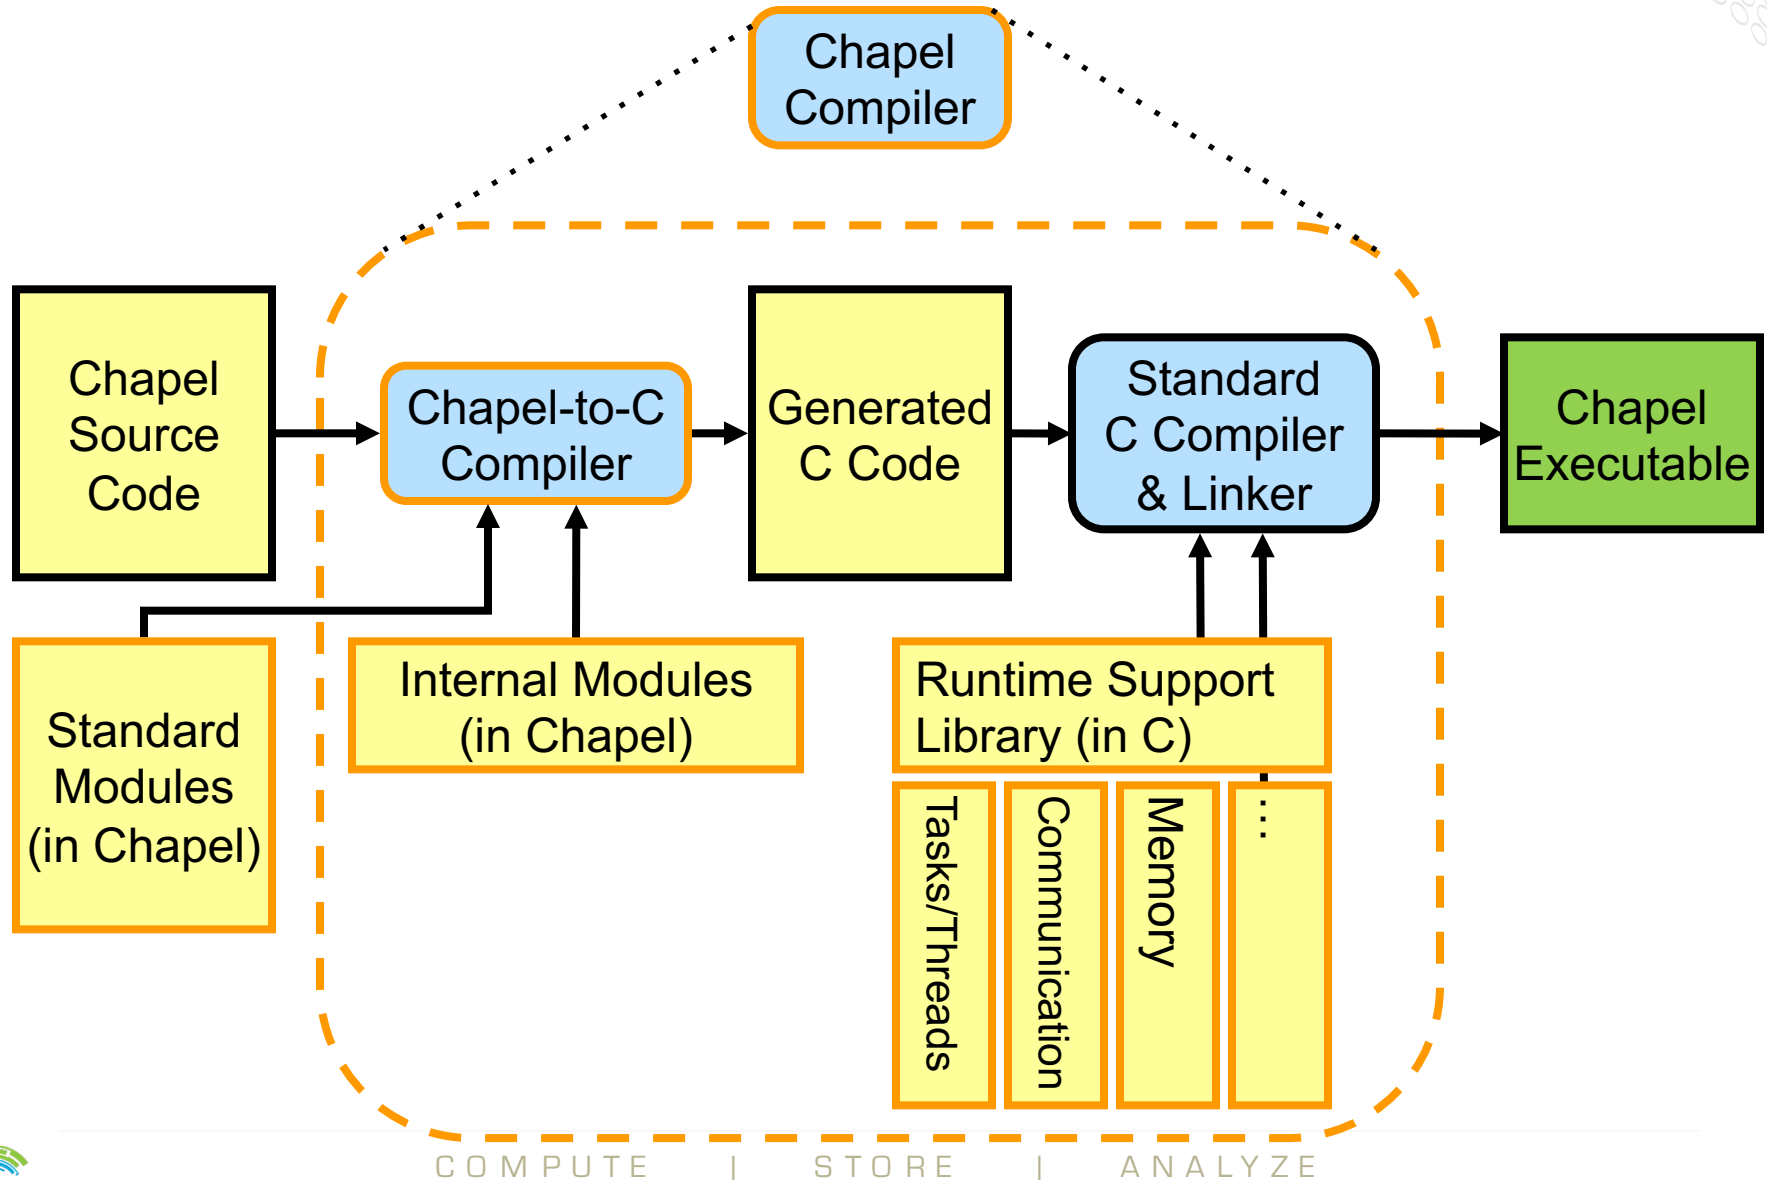 Chapel
Compiler
Chapel
Source
Code
Chapel-to-C
Compiler
Generated
C Code
Standard
C Compiler
& Linker
Chapel
Executable
Standard
Modules
(in Chapel)
Internal Modules
(in Chapel)
Runtime Support
Library (in C)
Tasks/Threads
Communication
Memory
...
COMPUTE | STORE | ANALYZE